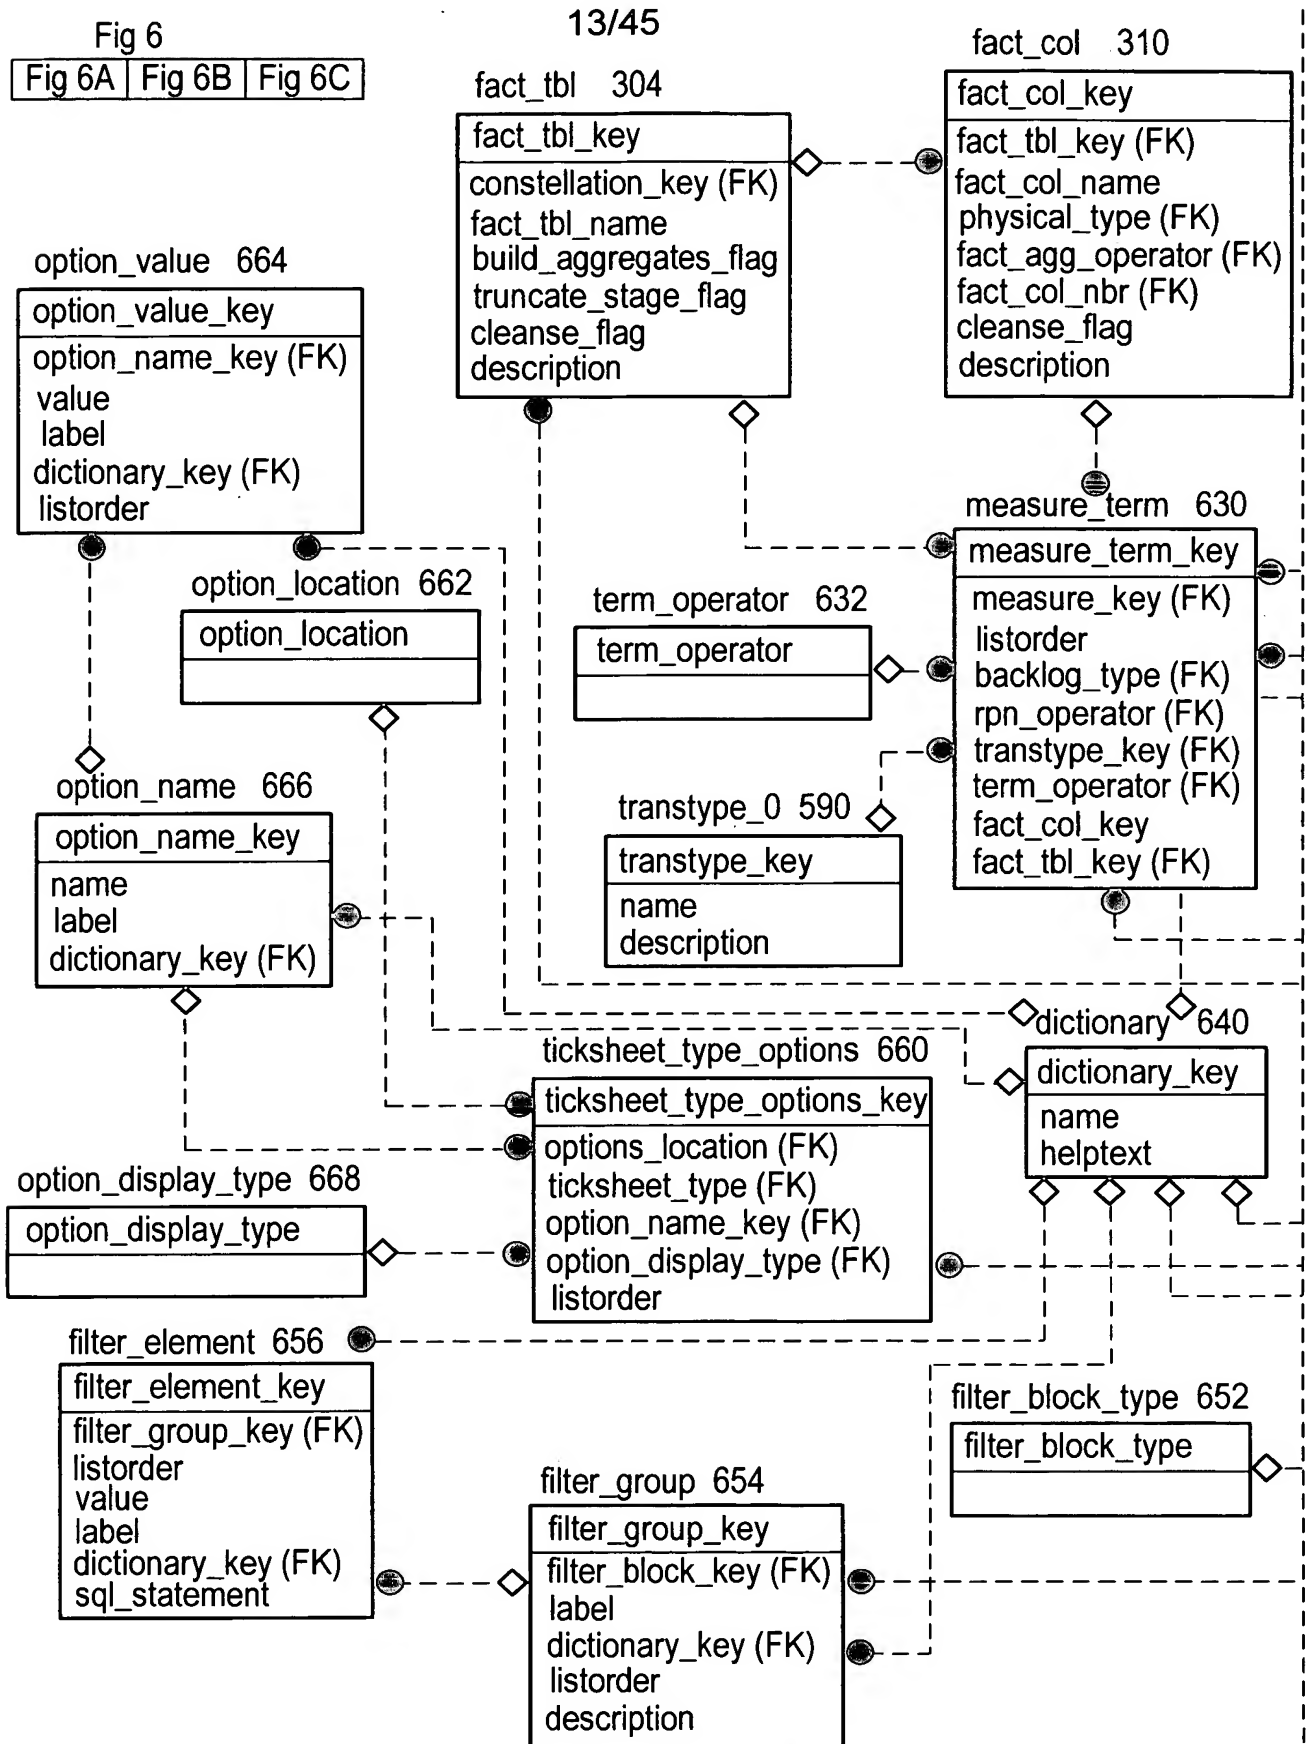 13/45
Fig 6
Fig 6A Fig 6B Fig 6C
fact_tbl 304
fact_tbl_key
constellation_key (FK)
fact_tbl_name
build_aggregates_flag
truncate_stage_flag
cleanse_flag
description
fact_col 310
fact_col_key
fact_tbl_key (FK)
fact_col_name
physical_type (FK)
fact_agg_operator (FK)
fact_col_nbr (FK)
cleanse_flag
description
option_value 664
option_value_key
option_name_key (FK)
value
label
dictionary_key (FK)
listorder
option_location 662
option_location
term_operator 632
term_operator
measure_term 630
measure_term_key
measure_key (FK)
listorder
backlog_type (FK)
rpn_operator (FK)
transtype_key (FK)
term_operator (FK)
fact_col_key
fact_tbl_key (FK)
option_name 666
option_name_key
name
label
dictionary_key (FK)
transtype_0 590
transtype_key
name
description
dictionary 640
dictionary_key
name
helptext
ticksheet_type_options 660
ticksheet_type_options_key
options_location (FK)
ticksheet_type (FK)
option_name_key (FK)
option_display_type (FK)
listorder
option_display_type 668
option_display_type
filter_element 656
filter_element_key
filter_group_key (FK)
listorder
value
label
dictionary_key (FK)
sql_statement
filter_block_type 652
filter_block_type
filter_group 654
filter_group_key
filter_block_key (FK)
label
dictionary_key (FK)
listorder
description